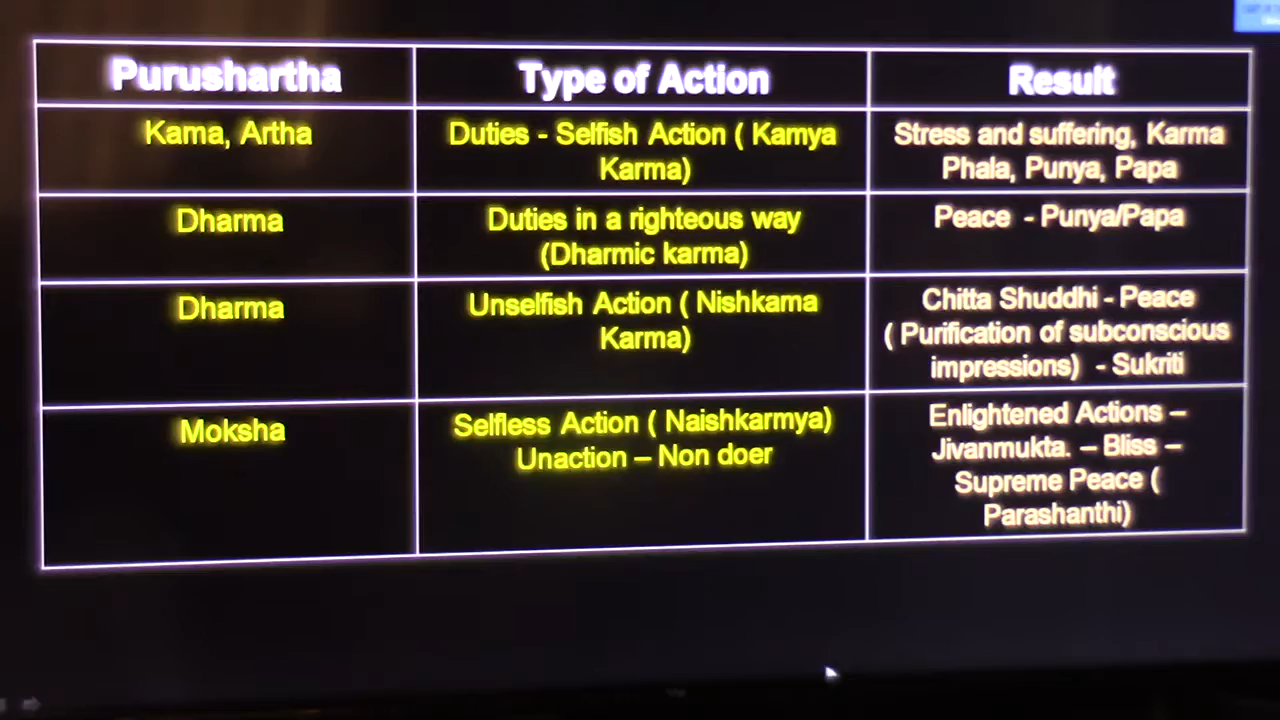 Purushartha
Type of Action
Result
Kama, Artha
Duties - Selfish Action ( Kamya
Karma)
Stress and suffering, Karma
Phala, Punya, Papa
Dharma
Duties in a righteous way
(Dharmic karma)
Peace - Punya/Papa
Dharma
Unselfish Action ( Nishkama
Karma)
Chitta Shuddhi - Peace
( Purification of subconscious
impressions) - Sukriti
Moksha
Selfless Action ( Naishkarmya)
Unaction – Non doer
Enlightened Actions –
Jivanmukta. – Bliss –
Supreme Peace (
Parashanthi)